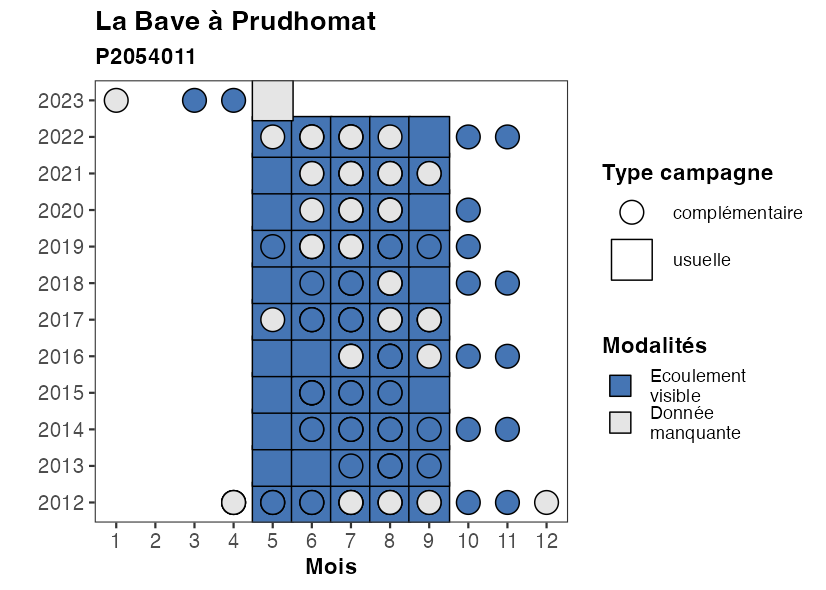 La Bave à Prudhomat
P2054011
2023
2022
2021
2020
2019
2018
2017
2016
2015
2014
2013
2012
1 2 3 4 5 6 7 8 9 10 11 12
Mois
Type campagne
complémentaire
usuelle
Modalités
Ecoulement
visible
Donnée
manquante